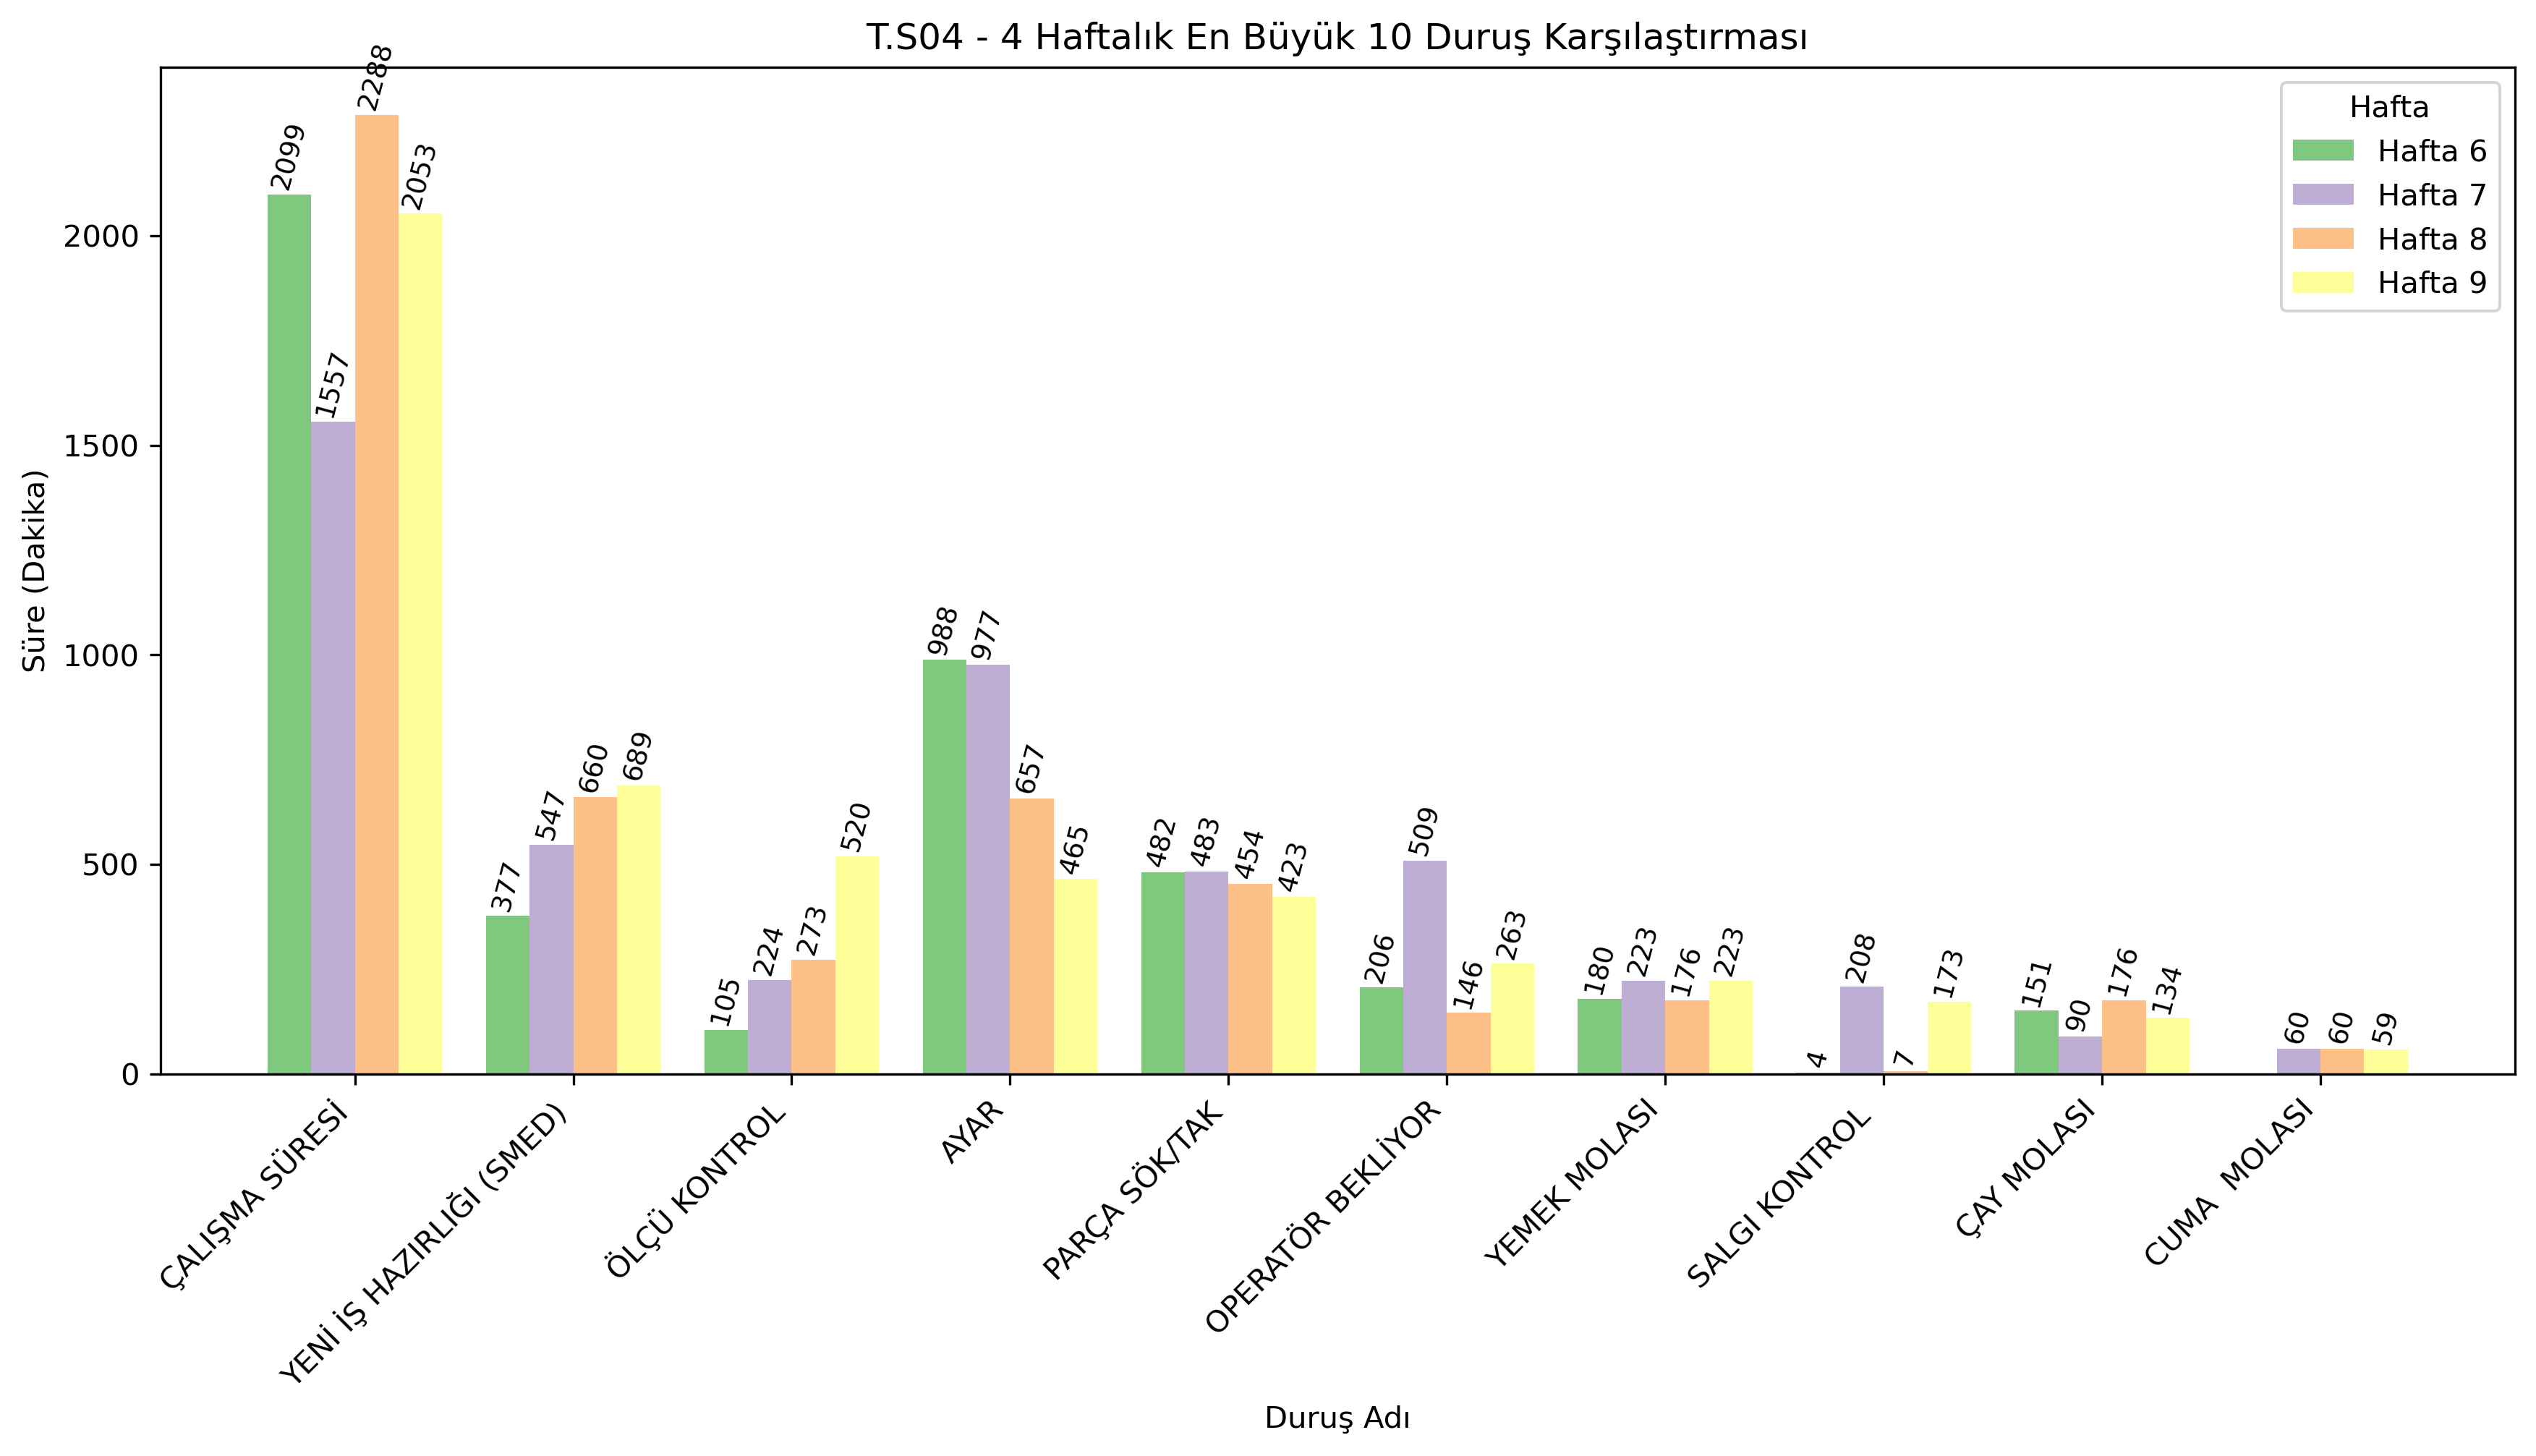 T.S04 - 4 Haftalık En Büyük 10 Duruş Karşılaştırması
Hafta
Hafta 6
Hafta 7
Hafta 8
Hafta 9
Süre (Dakika)
2000
1500
1000
500
0
2099
1557
2288
2053
377
547
660
689
105
224
273
520
988
977
657
465
482
483
454
423
206
509
146
263
180
223
176
223
4
208
7
173
151
90
176
134
60
60
59
ÇALIŞMA SÜRESİ
YENİ İŞ HAZIRLIĞI (SMED)
ÖLÇÜ KONTROL
AYAR
PARÇA SÖK/TAK
OPERATÖR BEKLİYOR
YEMEK MOLASI
SALGI KONTROL
ÇAY MOLASI
CUMA  MOLASI
Duruş Adı